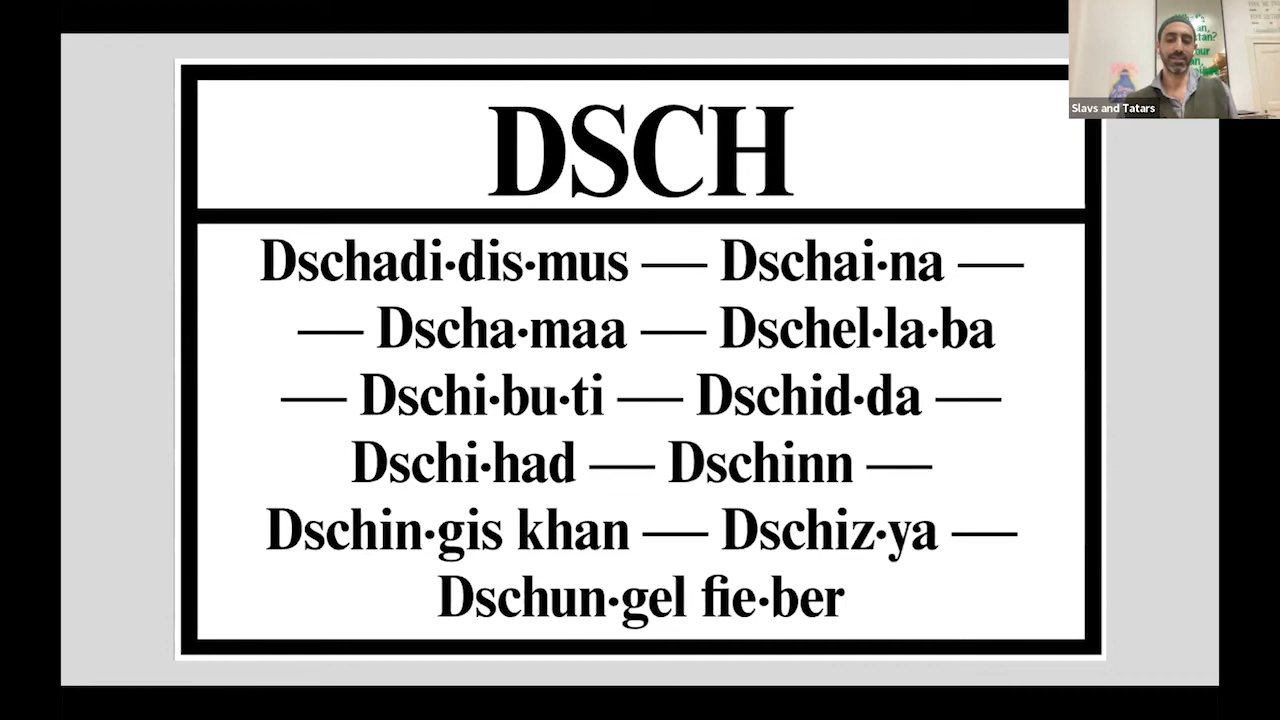 DSCH
Dschadi·dis·mus — Dschai·na —
— Dscha·maa — Dschel·la·ba
— Dschi·bu·ti — Dschid·da —
Dschi·had — Dschinn —
Dschin·gis khan — Dschiz·ya —
Dschun·gel fie·ber
Slavs and Tatars